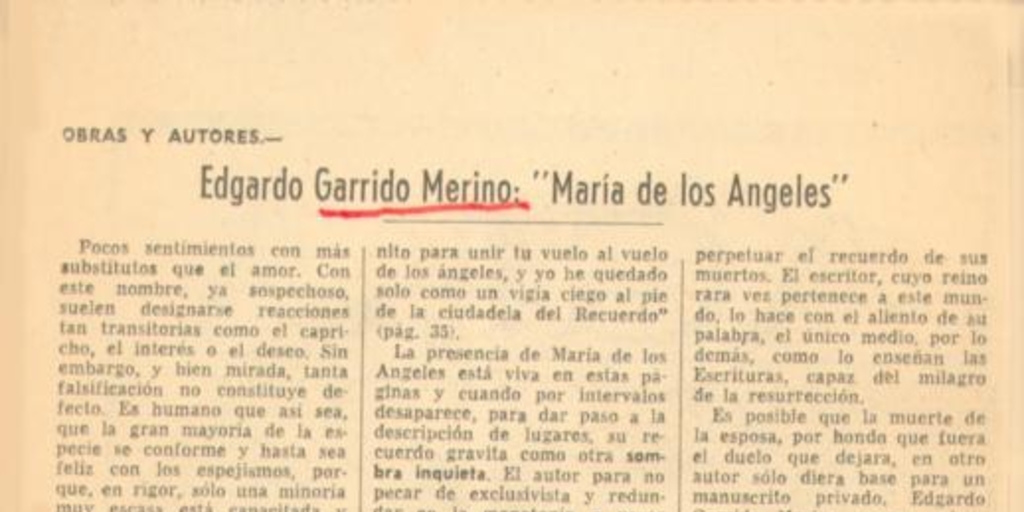 OBRAS Y AUTORES.—
Edgardo Garrido Merino: "María de los Angeles"
Pocos sentimientos con más
substitutos que el amor. Con
este nombre, ya sospechoso,
suelen designarse reacciones
tan transitorias como el capri-
cho, el interés o el deseo. Sin
embargo, y bien mirada, tanta
falsificación no constituye de-
fecto. Es humano que así sea,
que la gran mayoría de la es-
pecie se conforme y hasta sea
feliz con los espejismos, por-
que, en rigor, sólo una minoría
muy escasa está capacitada y
nito para unir tu vuelo al vuelo
de los ángeles, y yo he quedado
solo como un vigía ciego al pie
de la ciudadela del Recuerdo"
(pág. 35).
La presencia de María de los
Angeles está viva en estas pá-
ginas y cuando por intervalos
desaparece, para dar paso a la
descripción de lugares, su re-
cuerdo gravita como otra som-
bra inquieta. El autor para no
pecar de exclusivista y redun-
perpetuar el recuerdo de sus
muertos. El escritor, cuyo reino
rara vez pertenece a este mun-
do, lo hace con el aliento de su
palabra, el único medio, por lo
demás, como lo enseñan las
Escrituras, capaz del milagro
de la resurrección.
Es posible que la muerte de
la esposa, por hondo que fuera
el duelo que dejara, en otro
autor sólo diera base para un
manuscrito privado. Edgardo